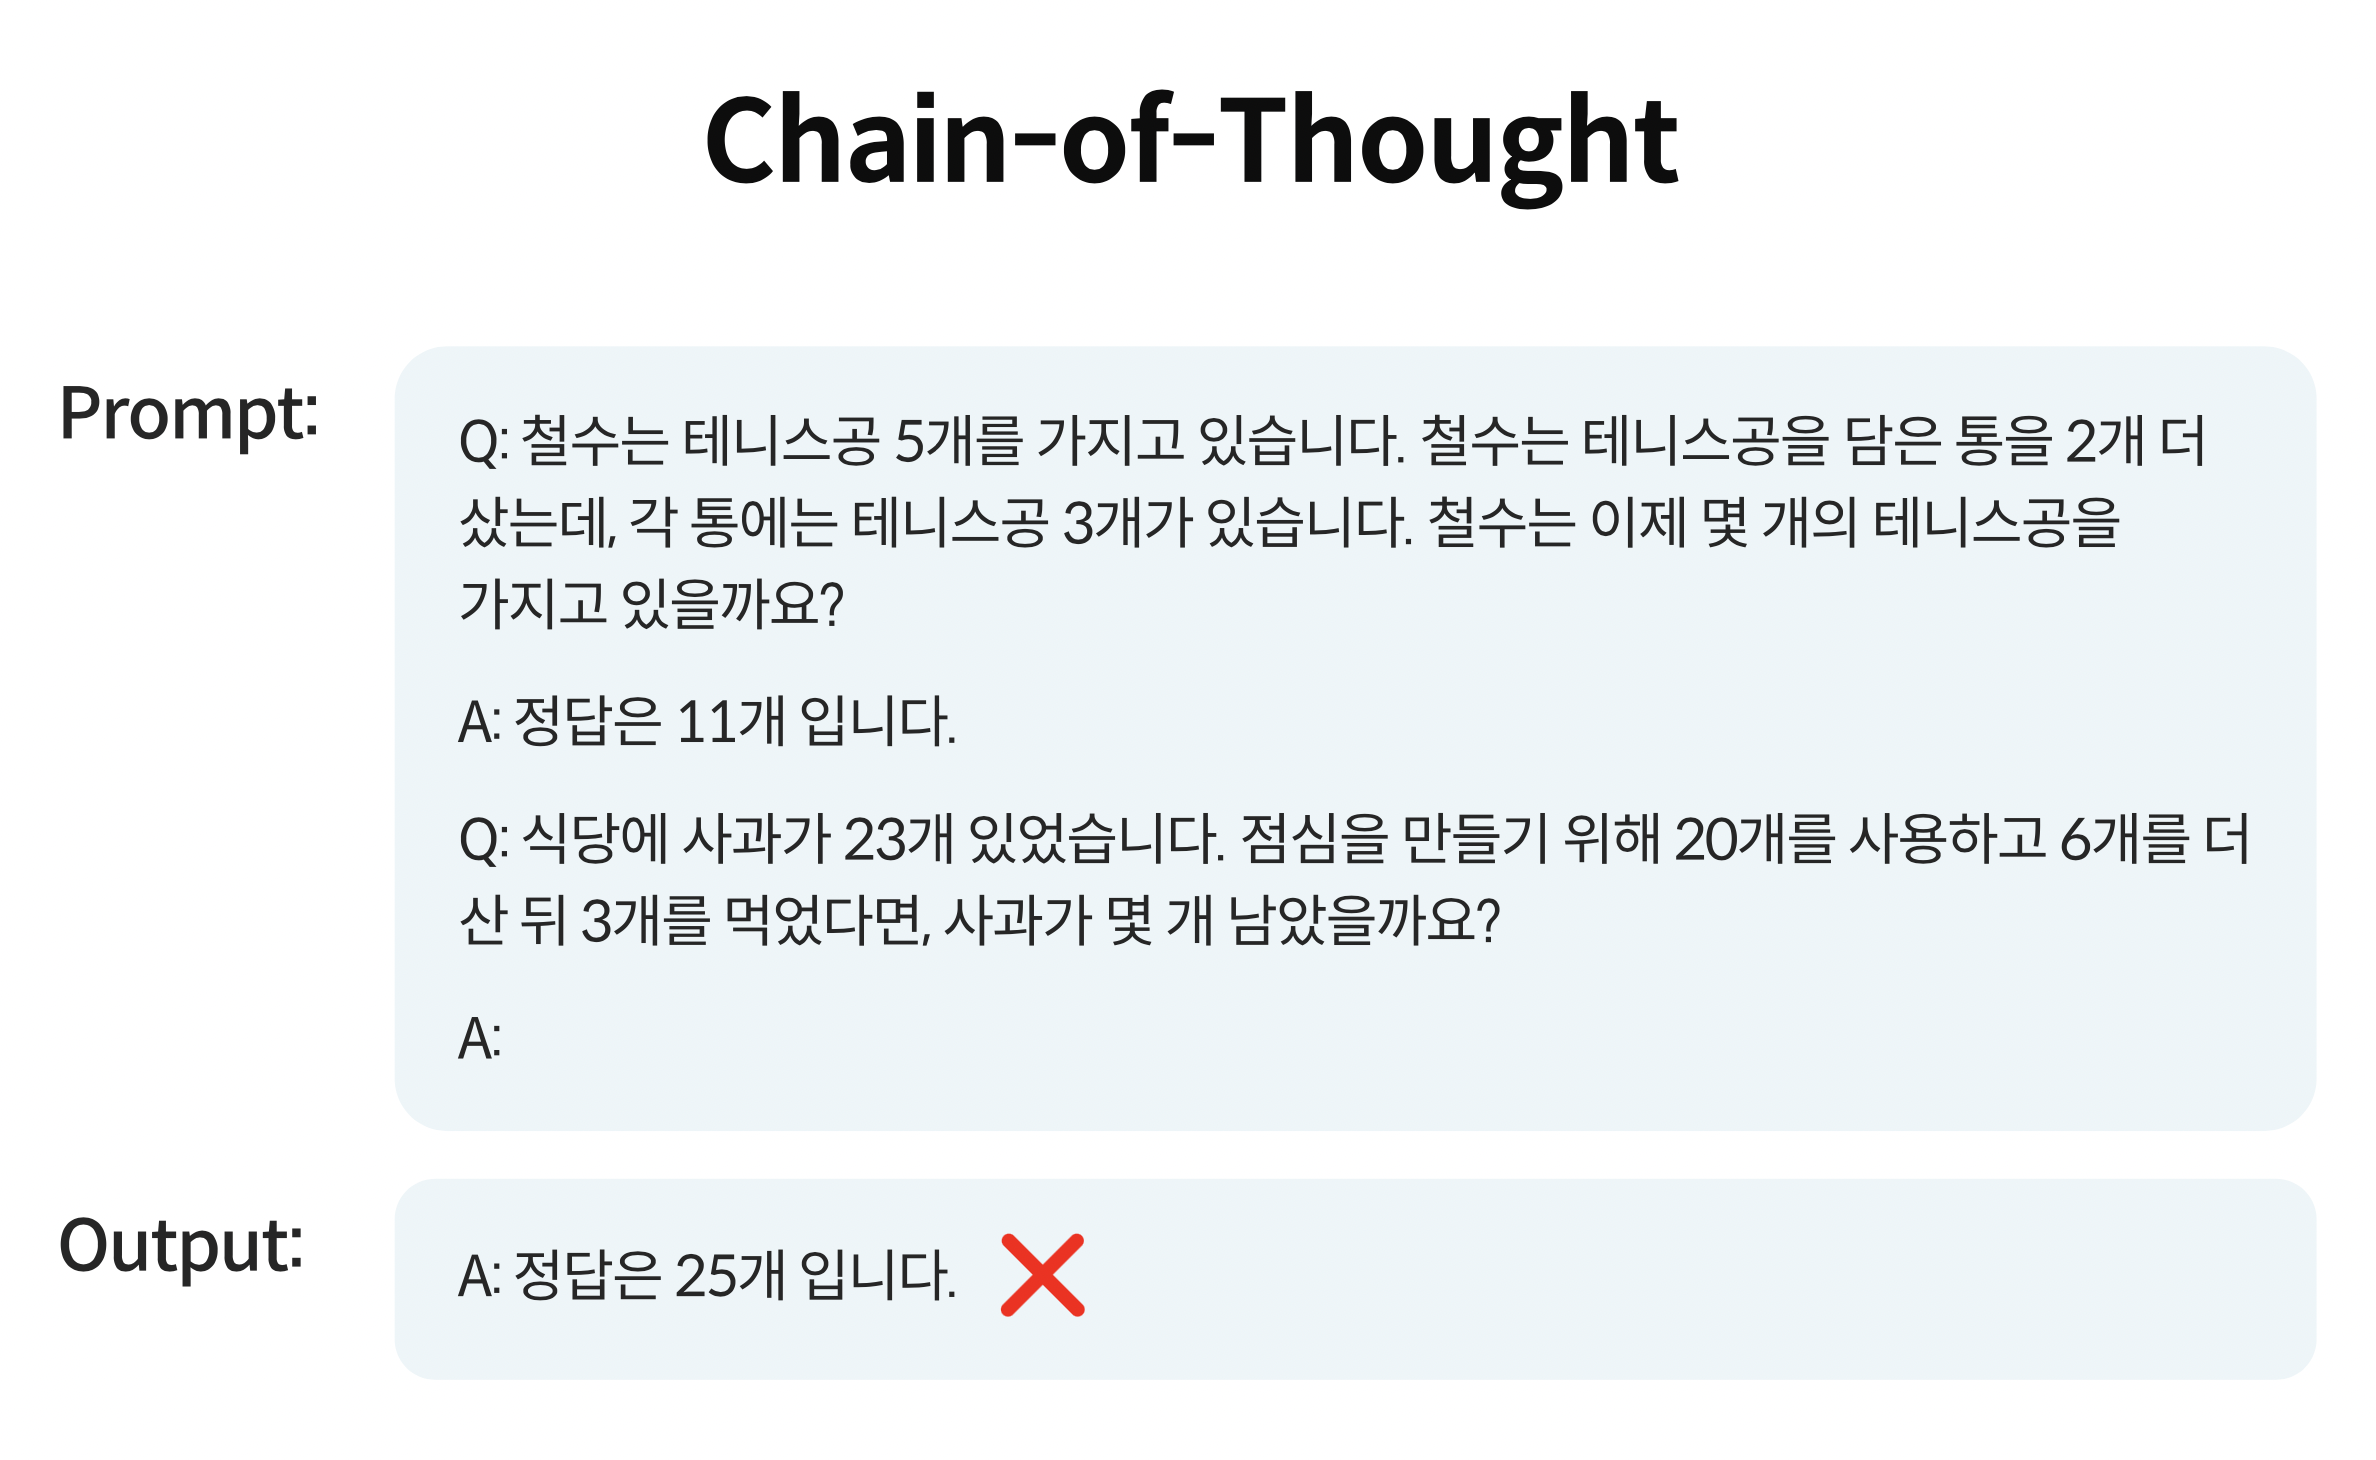 Chain-of-Thought
Prompt:
Q: 철수는 테니스공 5개를 가지고 있습니다. 철수는 테니스공을 담은 통을 2개 더
샀는데, 각 통에는 테니스공 3개가 있습니다. 철수는 이제 몇 개의 테니스공을
가지고 있을까요?
A: 정답은 11개 입니다.
Q: 식당에 사과가 23개 있었습니다. 점심을 만들기 위해 20개를 사용하고 6개를 더
산 뒤 3개를 먹었다면, 사과가 몇 개 남았을까요?
A:
Output:
A: 정답은 25개 입니다.